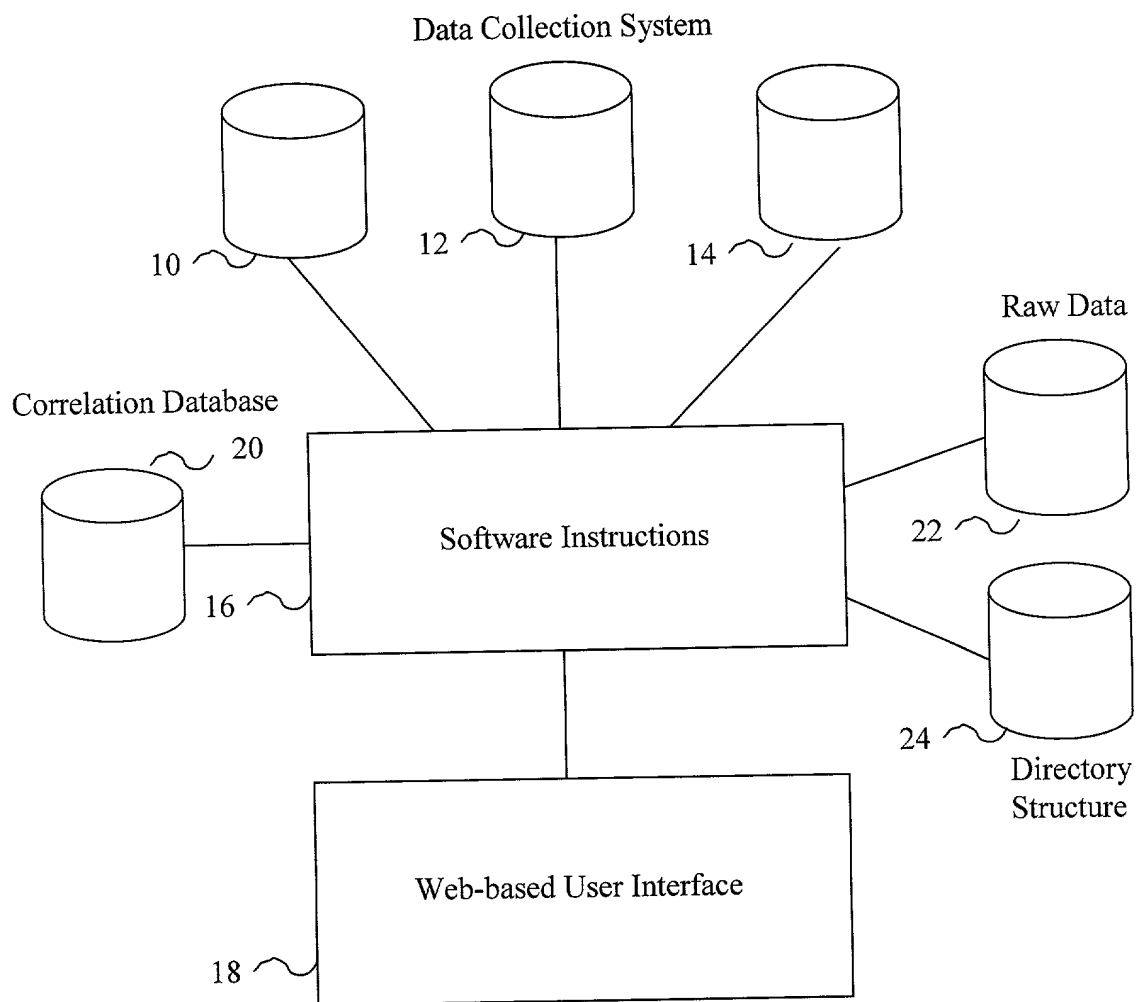 Data Collection System
10
12
14
Raw Data
Correlation Database
20
22
Software Instructions
16
24
Directory
Structure
Web-based User Interface
18